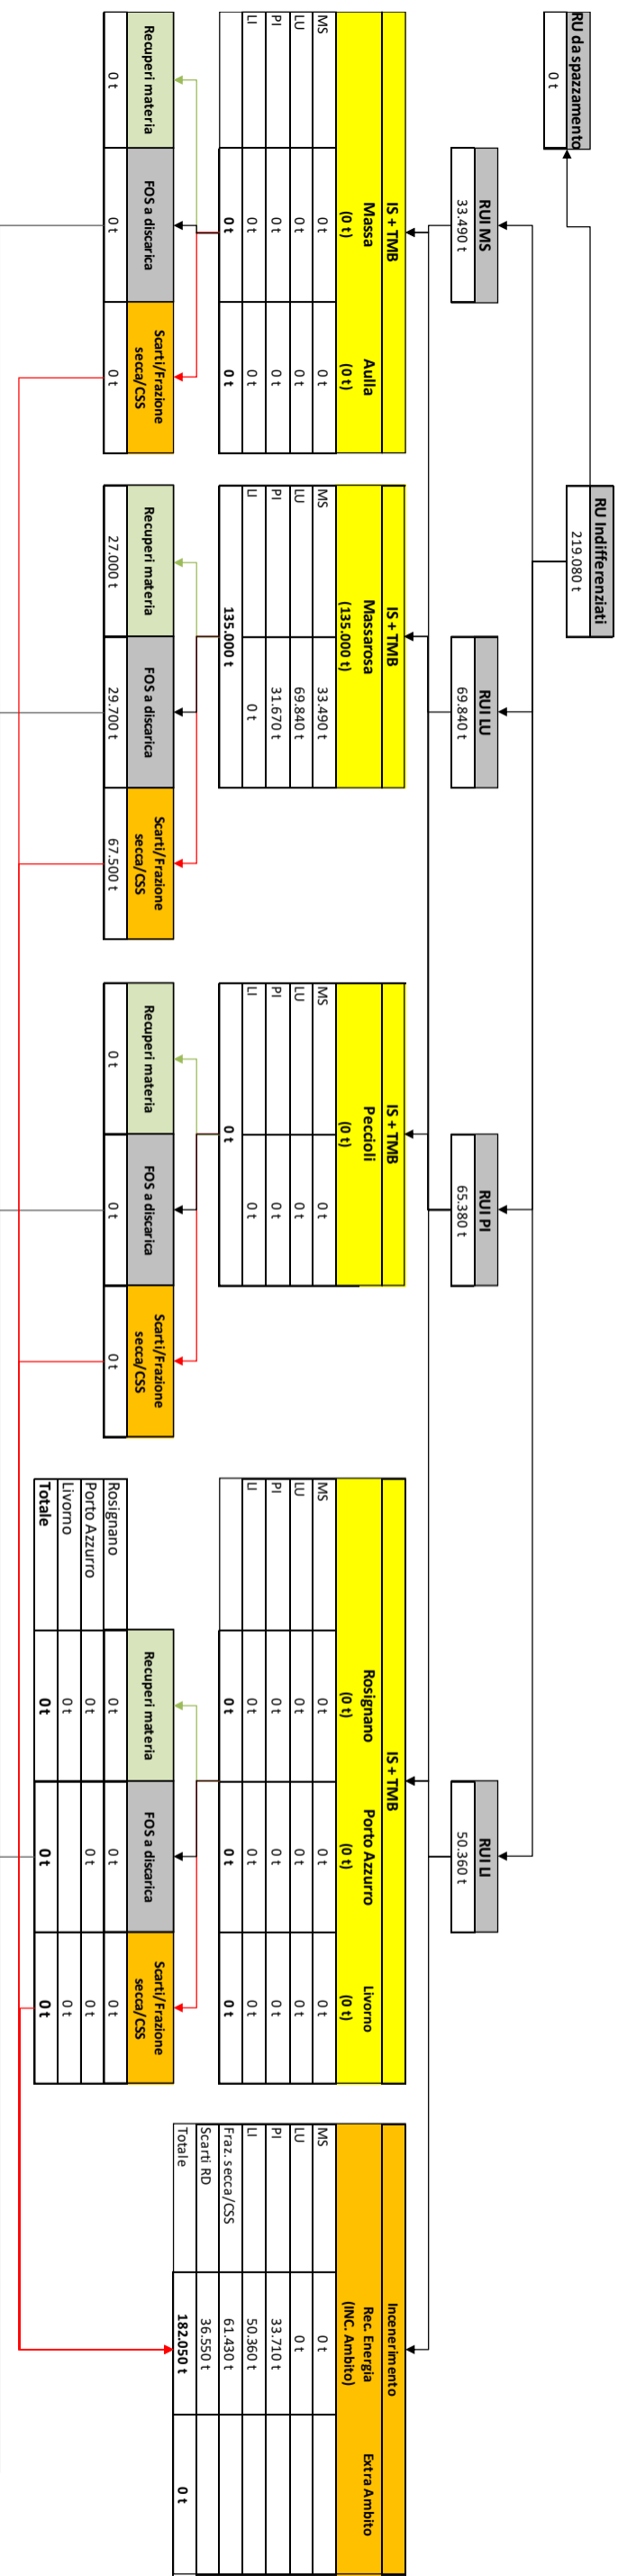 RU Indifferenziati
219.080 t
RU da spazzamento
0 t
RUI MS
33.490 t
RUI LU
69.840 t
RUI PI
65.380 t
RUI LI
50.360 t
IS + TMB
Massa Aulla
(0 t) (0 t)
MS 0 t 0 t
LU 0 t 0 t
PI 0 t 0 t
LI 0 t 0 t
0 t 0 t
Recuperi materia FOS a discarica Scarti/Frazione secca/CSS
0 t 0 t 0 t
IS + TMB
Massarosa
(135.000 t)
MS 33.490 t
LU 69.840 t
PI 31.670 t
LI 0 t
135.000 t
Recuperi materia FOS a discarica Scarti/Frazione secca/CSS
27.000 t 29.700 t 67.500 t
IS + TMB
Peccioli
(0 t)
MS 0 t
LU 0 t
PI 0 t
LI 0 t
0 t
Recuperi materia FOS a discarica Scarti/Frazione secca/CSS
0 t 0 t 0 t
IS + TMB
Rosignano Porto Azzurro Livorno
(0 t) (0 t) (0 t)
MS 0 t 0 t 0 t
LU 0 t 0 t 0 t
PI 0 t 0 t 0 t
LI 0 t 0 t 0 t
0 t 0 t 0 t
Recuperi materia FOS a discarica Scarti/Frazione secca/CSS
Rosignano 0 t 0 t 0 t
Porto Azzurro 0 t 0 t 0 t
Livorno 0 t 0 t
Totale 0 t 0 t 0 t
Incenerimento
Rec. Energia Extra Ambito
(INC. Ambito)
MS 0 t
LU 0 t
PI 33.710 t
LI 50.360 t
Fraz. secca/CSS 61.430 t
Scarti RD 36.550 t
Totale 182.050 t 0 t